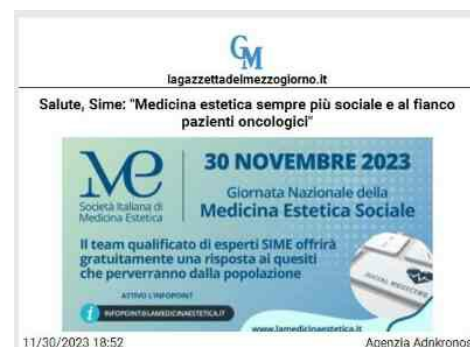 GM
lagazzettadelmezzogiorno.it
Salute, Sime: "Medicina estetica sempre più sociale e al fianco
pazienti oncologici"
me
Società Italiana di
Medicina Estetica
30 NOVEMBRE 2023
Giornata Nazionale della
Medicina Estetica Sociale
Il team qualificato di esperti SIME offrirà
gratuitamente una risposta ai quesiti
che perverranno dalla popolazione
ATTIVO L'INFOPOINT
i INFOPOINT@LAMEDICINAESTETICA.IT
SOCIAL MEDICINE
www.lamedicinaestetica.it
11/30/2023 18:52
Agenzia Adnkronos